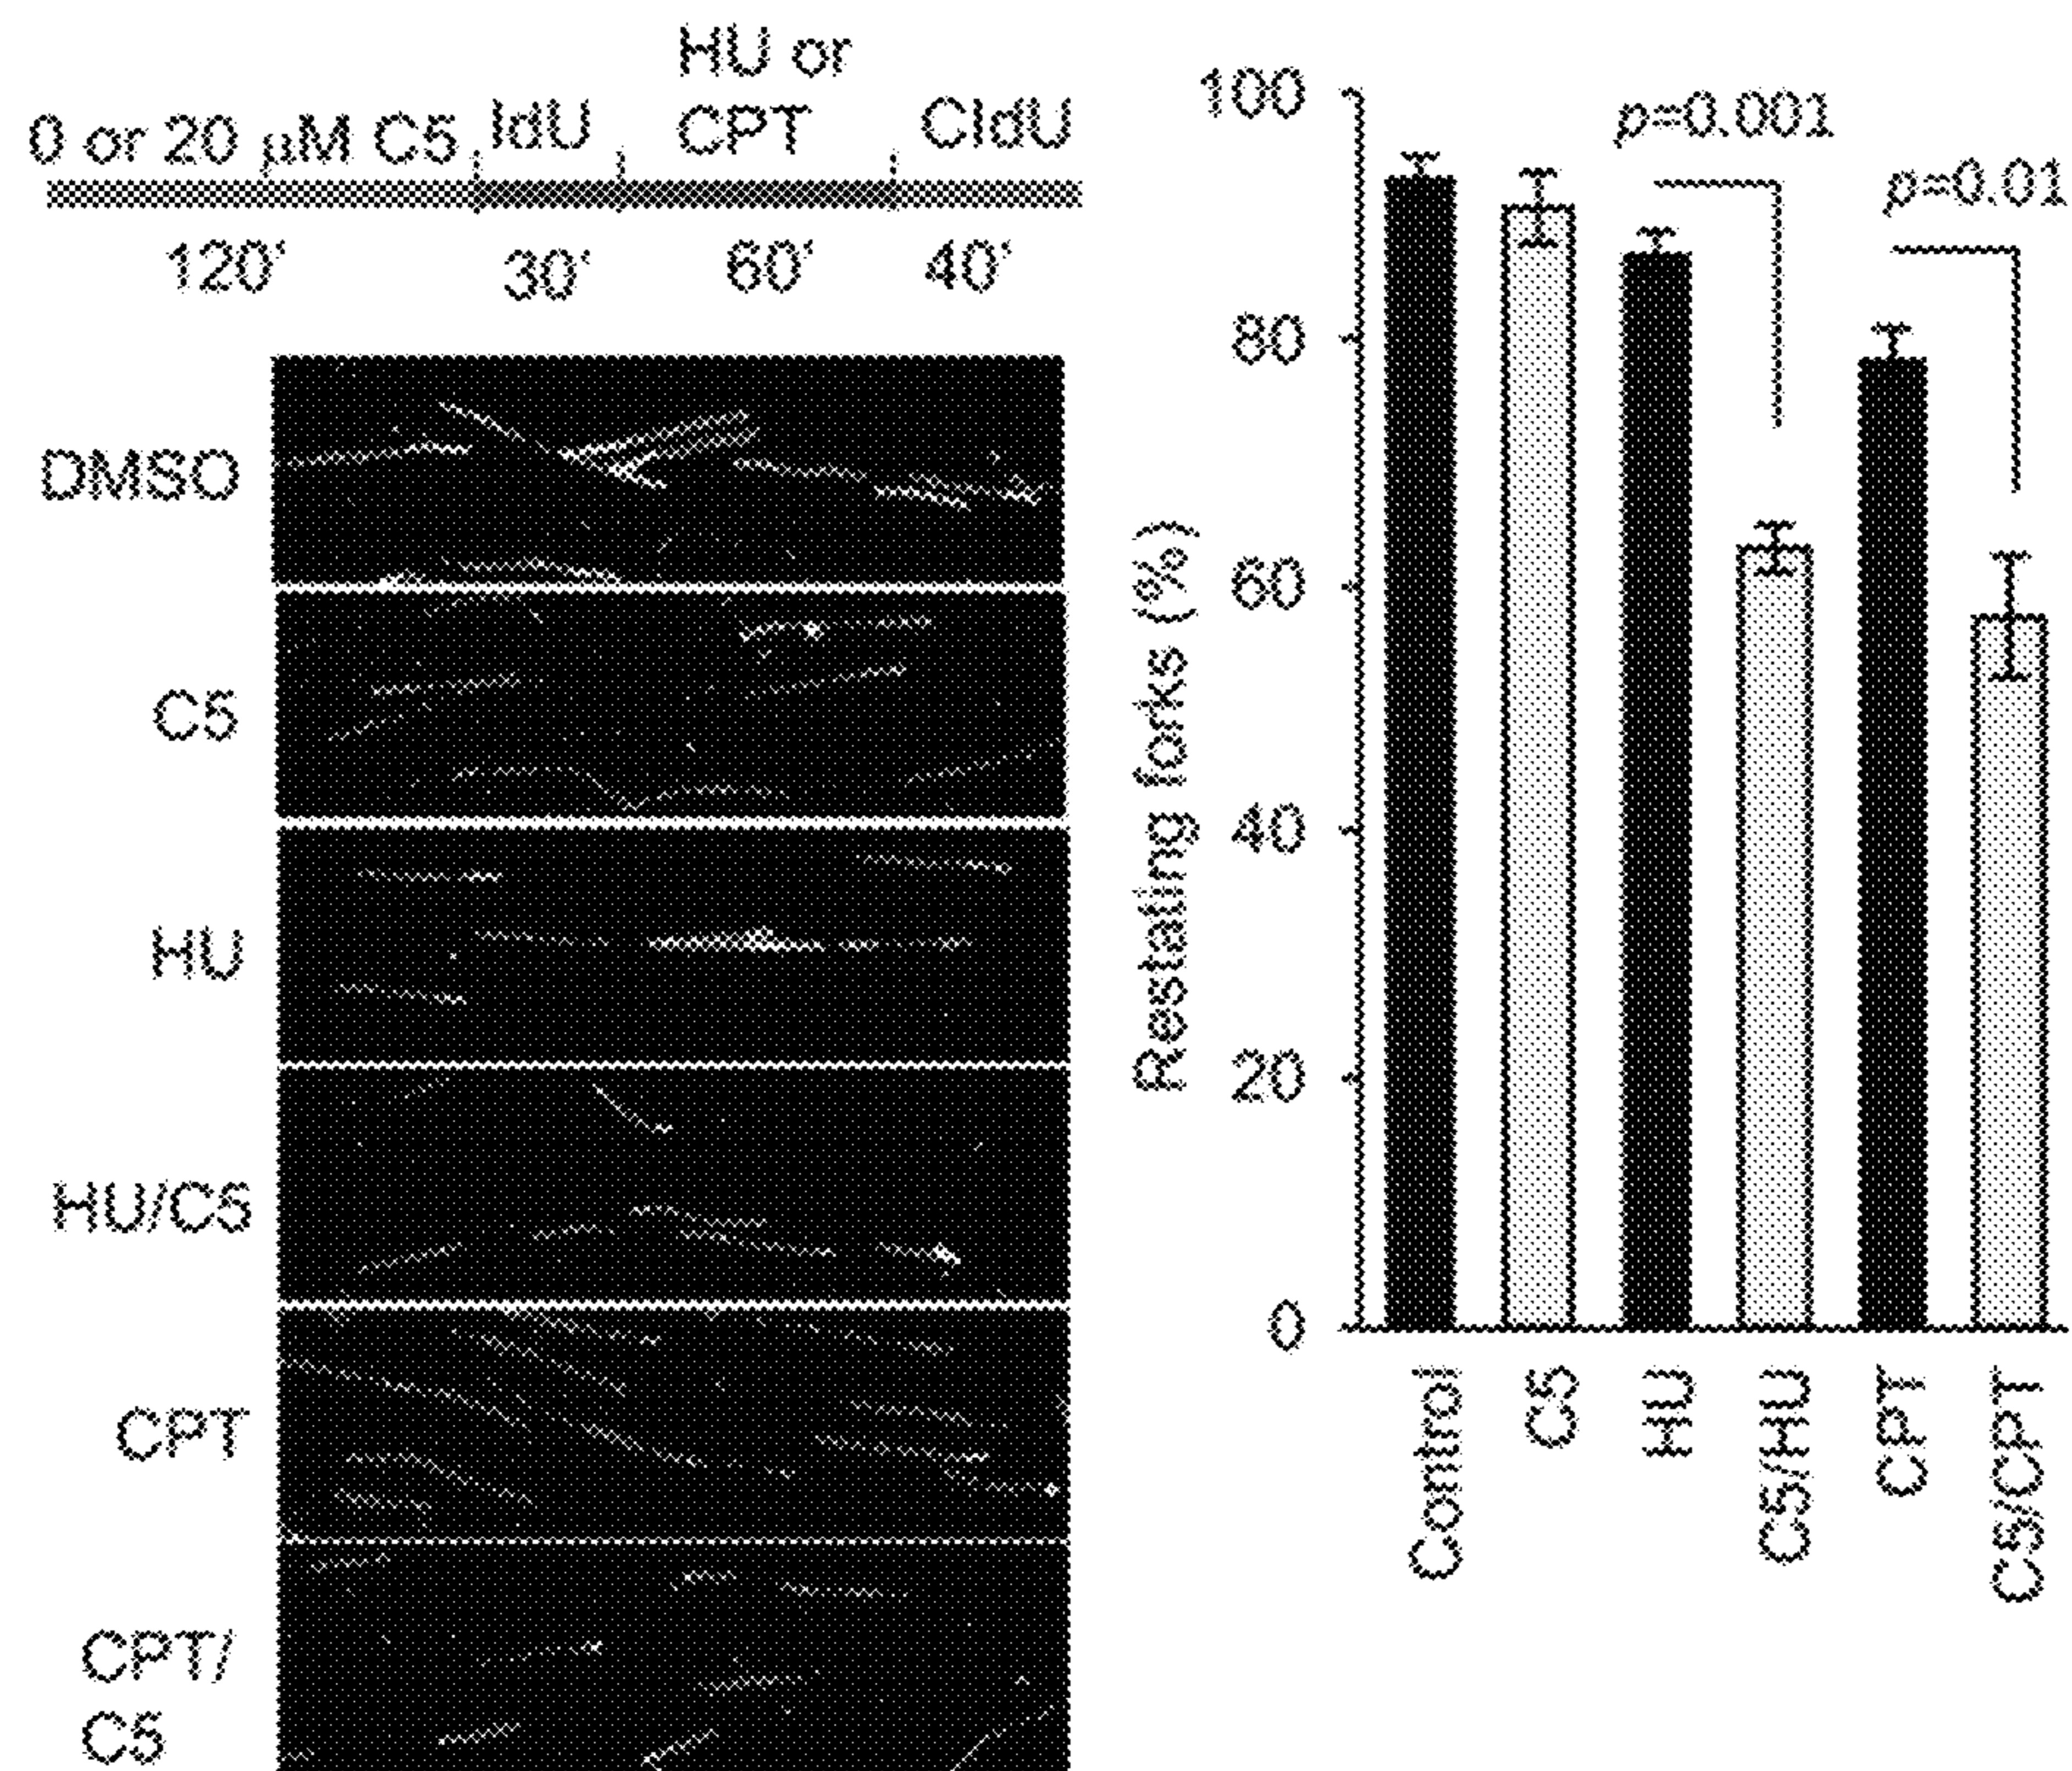 HU or
0 or 20 μM C5 IdU CPT CldU
120' 30' 60' 40'
DMSO
C5
HU
HU/C5
CPT
CPT/
C5
100
80
60
40
20
0
Restating forks (%)
p=0.001
p=0.01
Control
C5
HU
C5/HU
CPT
C5/CPT